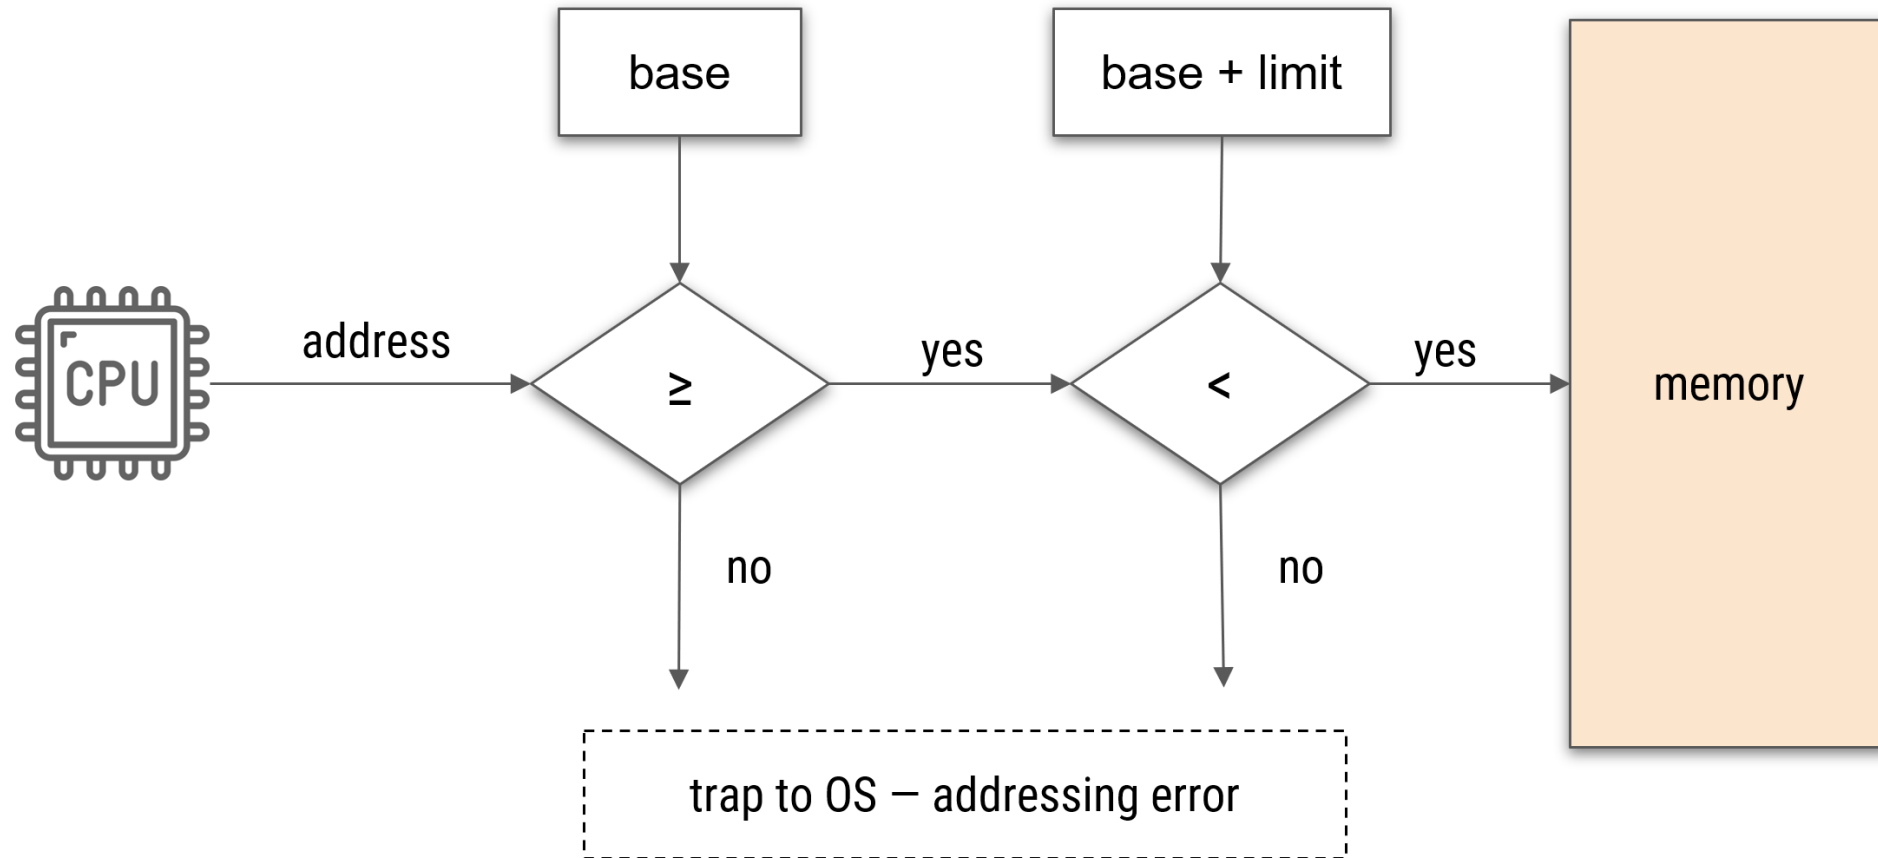 base
base + limit
CPU
address
≥
yes
<
yes
memory
no
no
trap to OS — addressing error